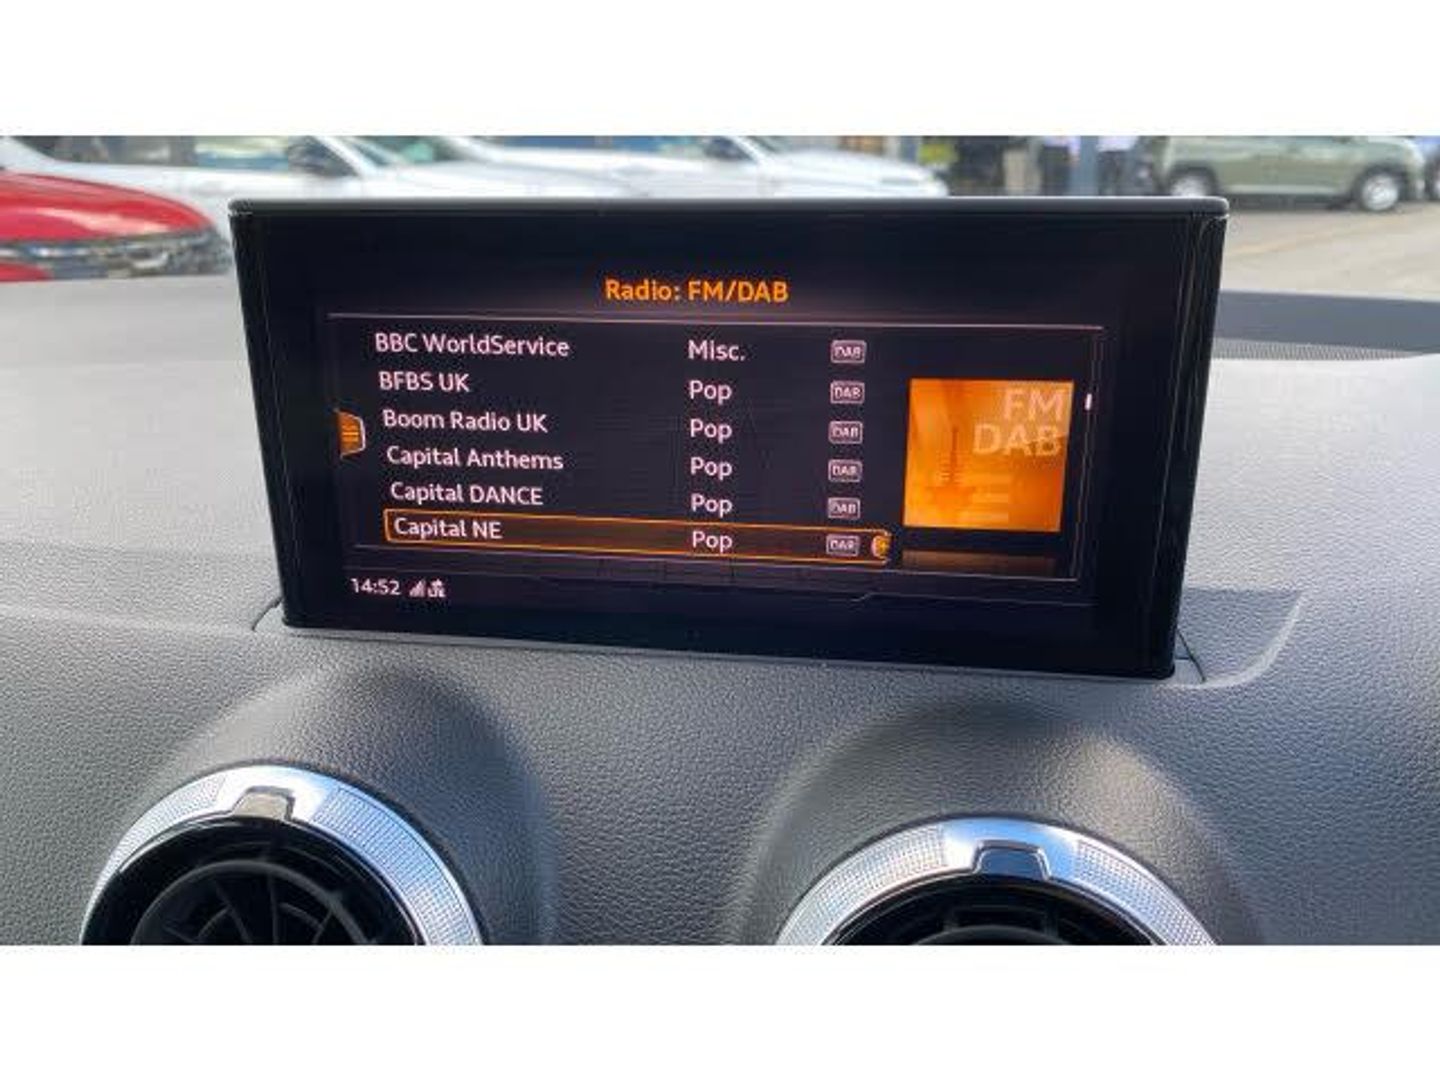 Radio: FM/DAB
BBC WorldService Misc. DAB
BFBS UK Pop DAB
Boom Radio UK Pop DAB
Capital Anthems Pop DAB
Capital DANCE Pop DAB
Capital NE Pop DAB
FM
DAB
14:52